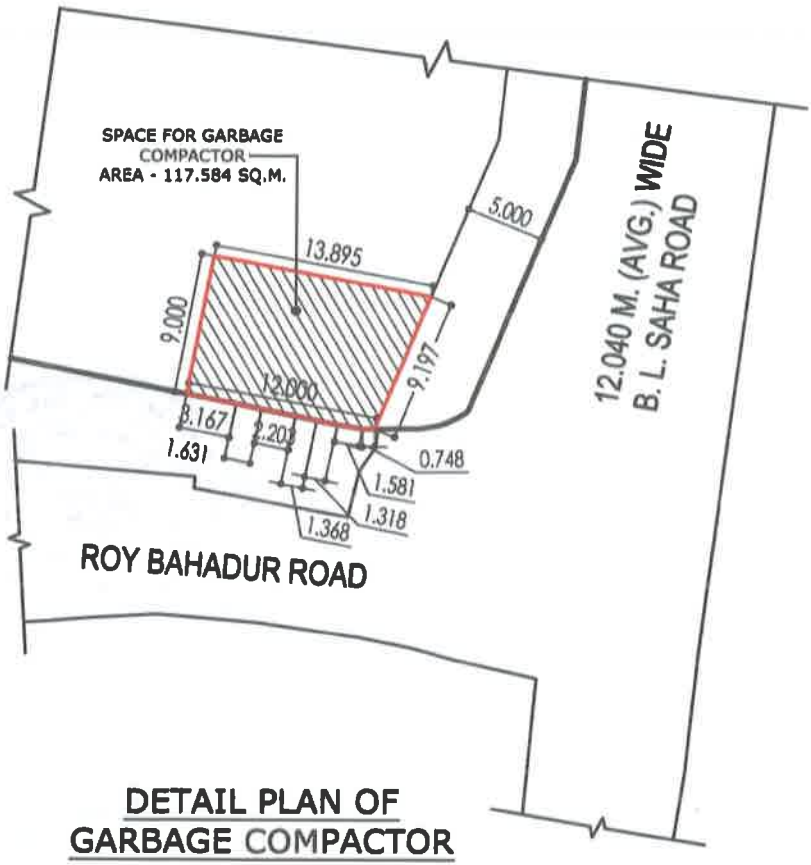 SPACE FOR GARBAGE
COMPACTOR
AREA - 117.584 SQ.M.
5.000
12.040 M. (AVG.) WIDE
B. L. SAHA ROAD
13.895
9.000
9.197
12.000
3.167
2.203
1.631
0.748
1.581
1.318
1.368
ROY BAHADUR ROAD
DETAIL PLAN OF
GARBAGE COMPACTOR